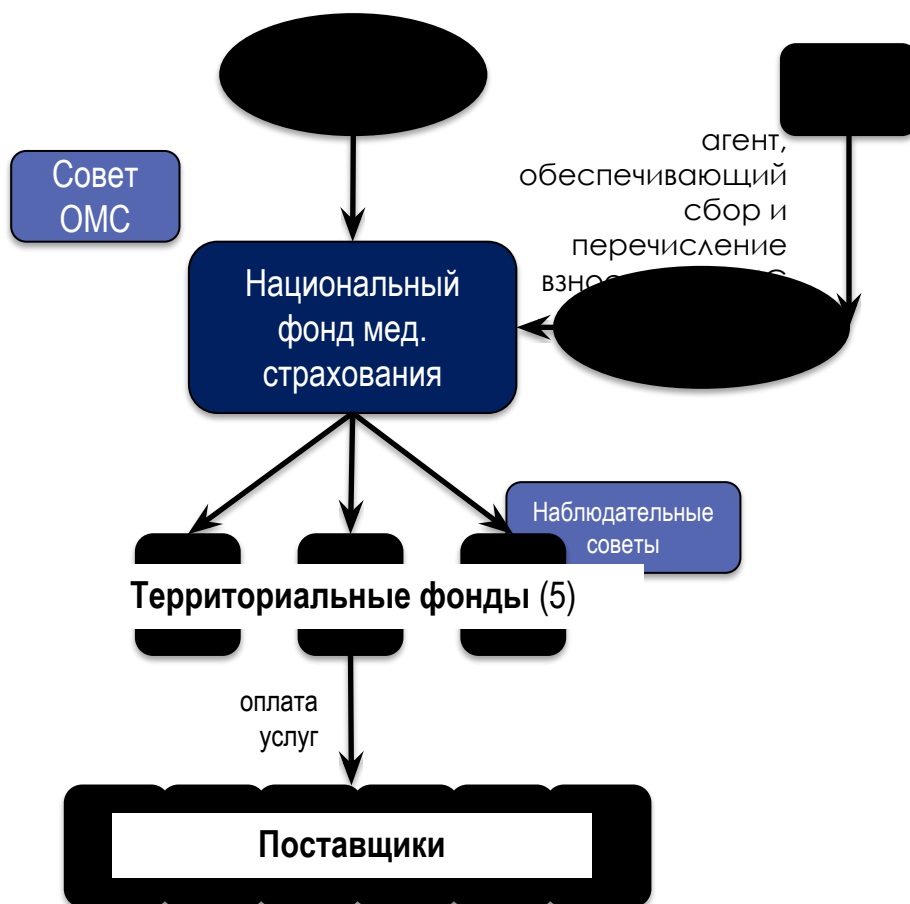 Совет
ОМС
агент,
обеспечивающий
сбор и
перечисление
Национальный
фонд мед.
страхования
Наблюдательные
советы
Территориальные фонды (5)
оплата
услуг
Поставщики